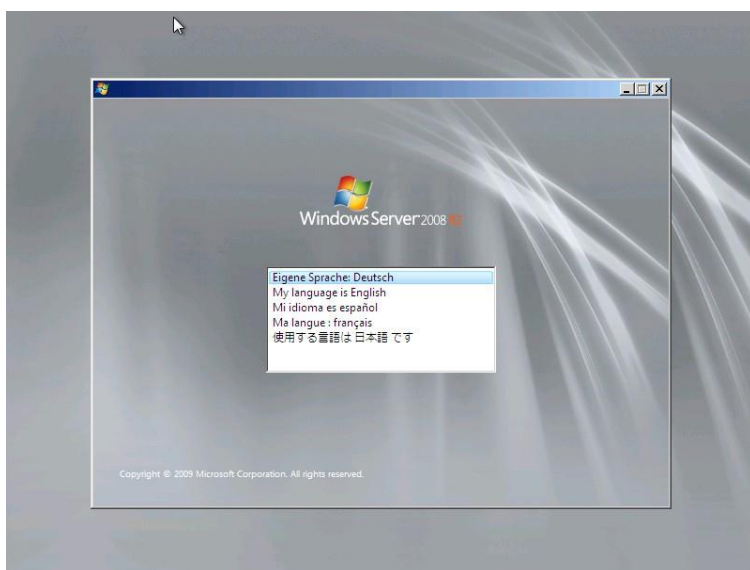 Windows Server 2008 R2
Eigene Sprache: Deutsch
My language is English
Mi idioma es español
Ma langue : français
使用する言語は 日本語 です
Copyright © 2009 Microsoft Corporation. All rights reserved.